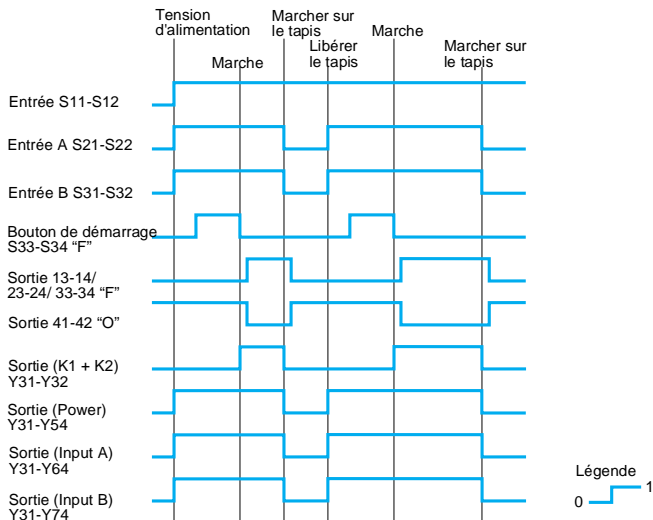 Tension
d'alimentation
Marcher sur
le tapis
Libérer
le tapis
Marche
Marche
Marcher sur
le tapis
Entrée S11-S12
Entrée A S21-S22
Entrée B S31-S32
Bouton de démarrage
S33-S34 “F”
Sortie 13-14/
23-24/ 33-34 “F”
Sortie 41-42 “O”
Sortie (K1 + K2)
Y31-Y32
Sortie (Power)
Y31-Y54
Sortie (Input A)
Y31-Y64
Sortie (Input B)
Y31-Y74
Légende
0
1